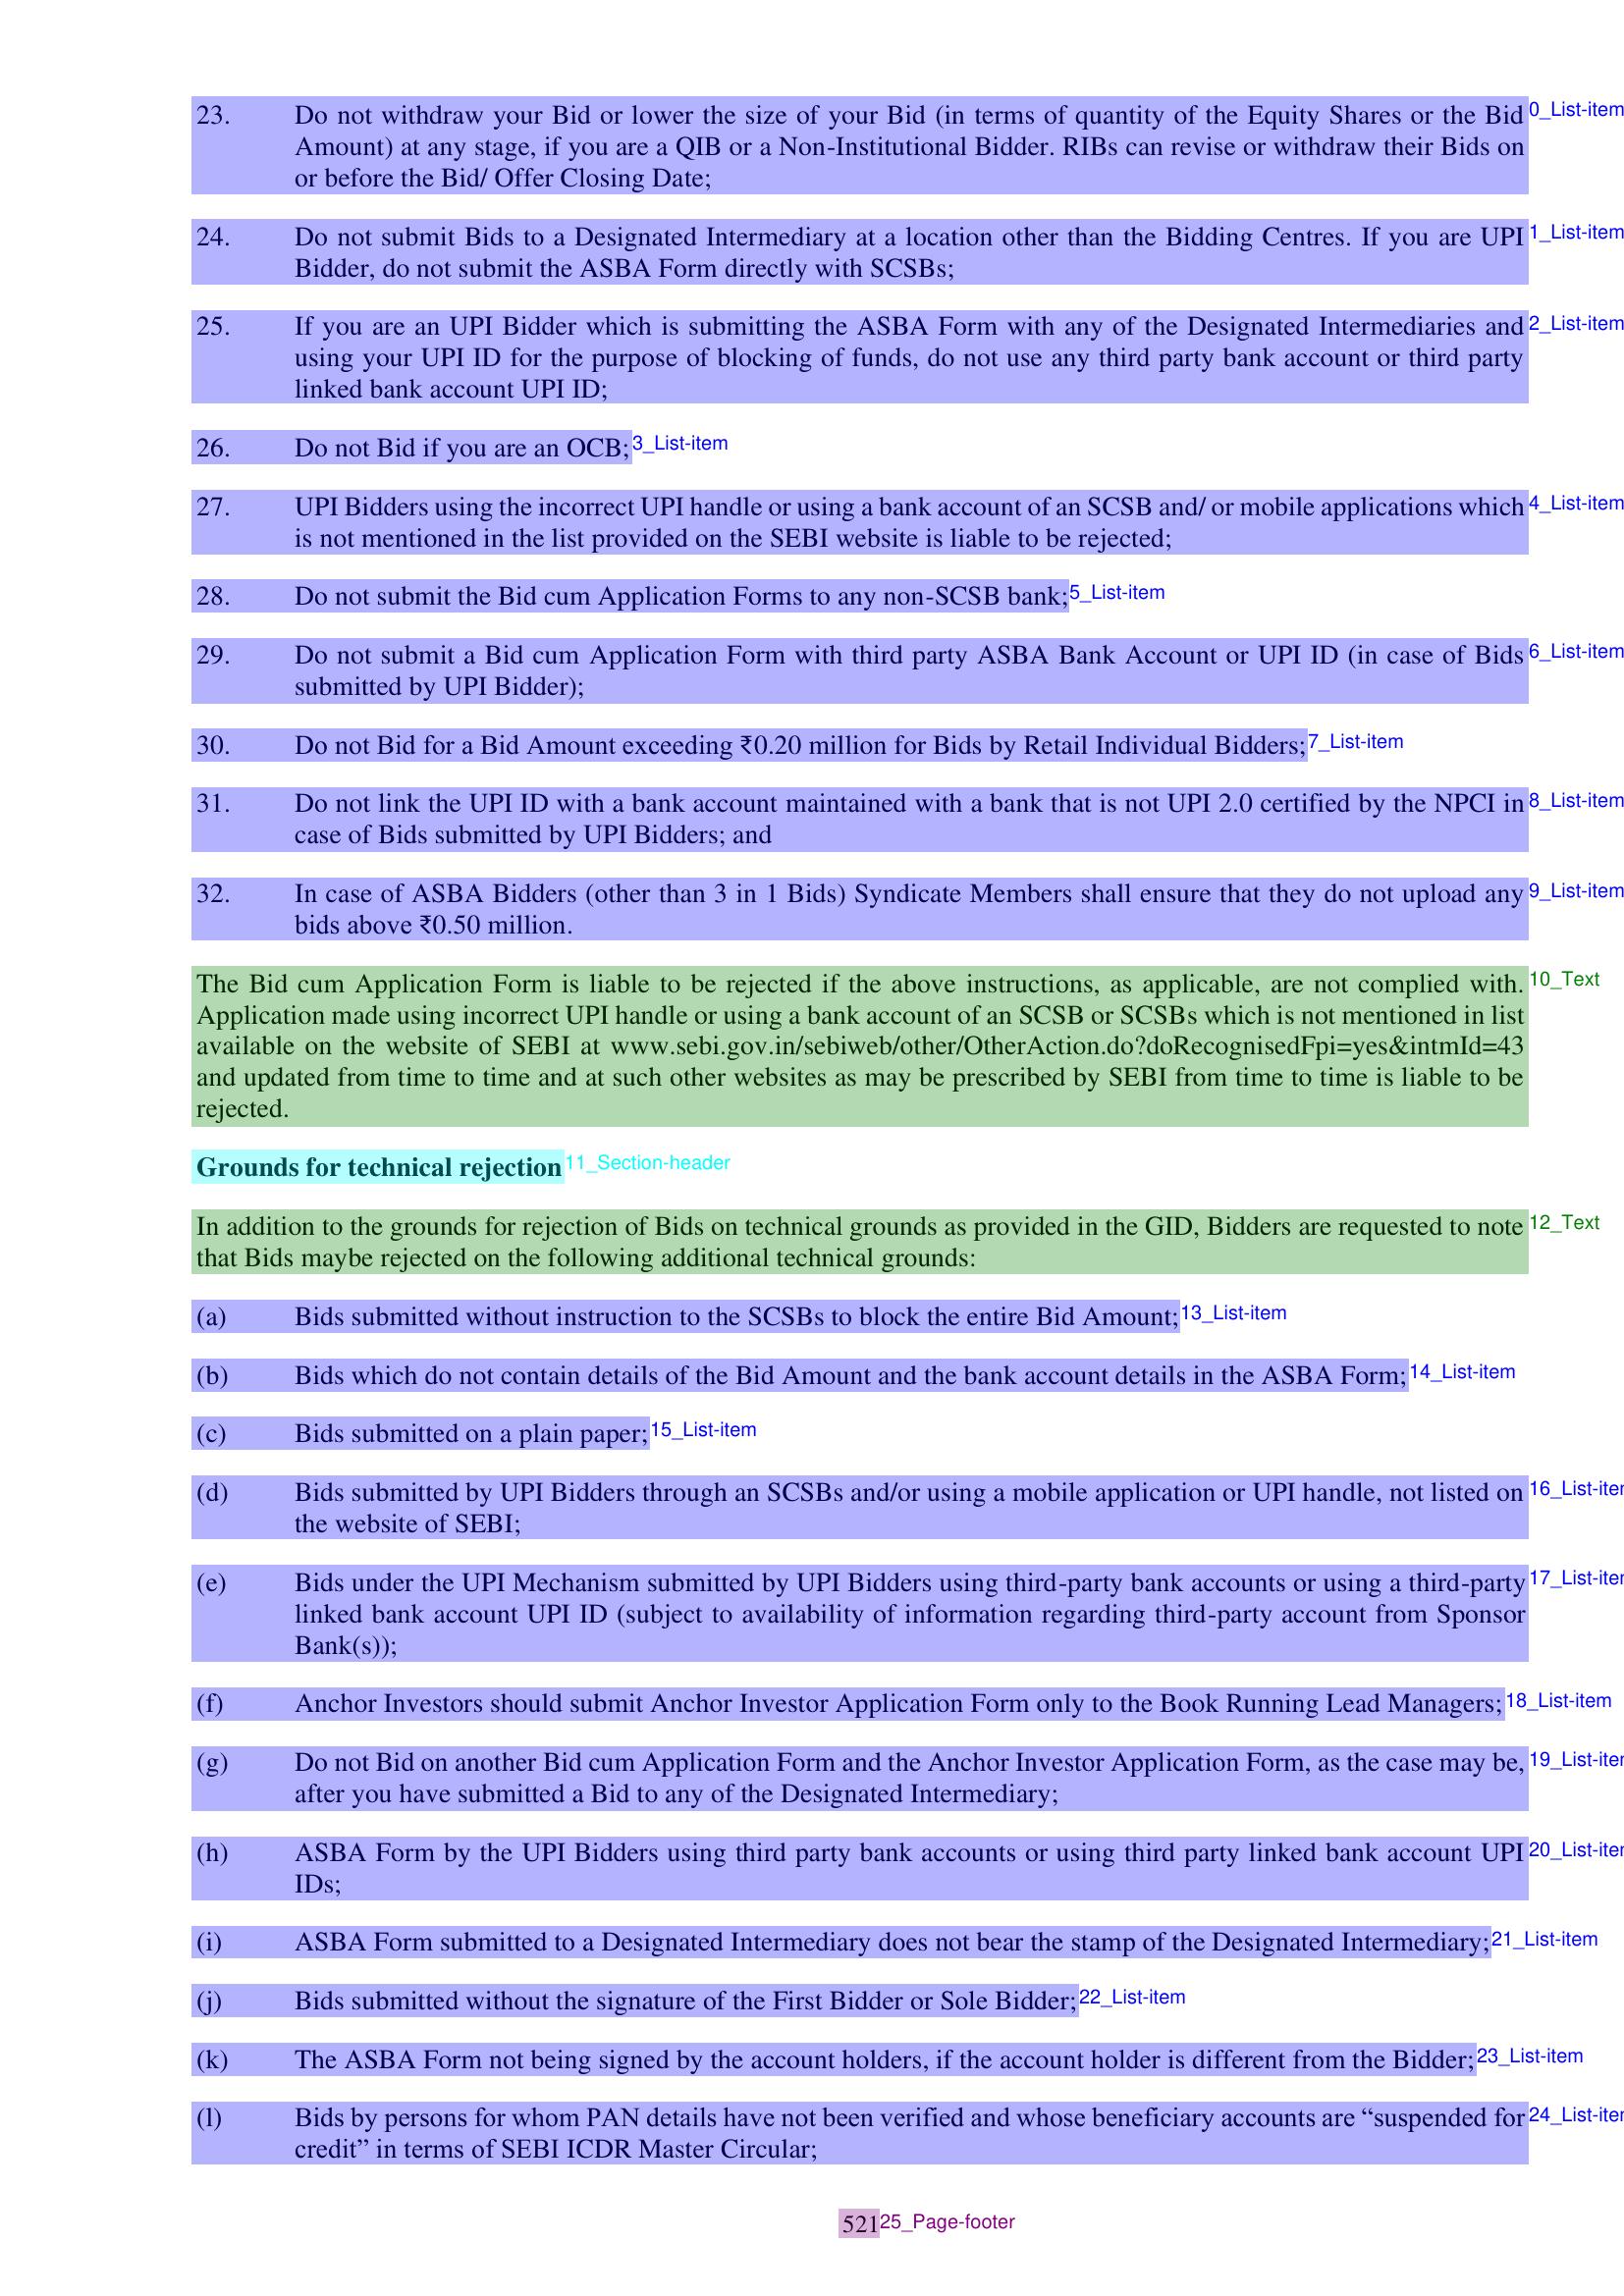 23. Do not withdraw your Bid or lower the size of your Bid (in terms of quantity of the Equity Shares or the Bid 0_List-item
Amount) at any stage, if you are a QIB or a Non-Institutional Bidder. RIBs can revise or withdraw their Bids on
or before the Bid/ Offer Closing Date;
24. Do not submit Bids to a Designated Intermediary at a location other than the Bidding Centres. If you are UPI 1_List-item
Bidder, do not submit the ASBA Form directly with SCSBs;
25. If you are an UPI Bidder which is submitting the ASBA Form with any of the Designated Intermediaries and 2_List-item
using your UPI ID for the purpose of blocking of funds, do not use any third party bank account or third party
linked bank account UPI ID;
26. Do not Bid if you are an OCB; 3_List-item
27. UPI Bidders using the incorrect UPI handle or using a bank account of an SCSB and/ or mobile applications which 4_List-item
is not mentioned in the list provided on the SEBI website is liable to be rejected;
28. Do not submit the Bid cum Application Forms to any non-SCSB bank; 5_List-item
29. Do not submit a Bid cum Application Form with third party ASBA Bank Account or UPI ID (in case of Bids 6_List-item
submitted by UPI Bidder);
30. Do not Bid for a Bid Amount exceeding ₹0.20 million for Bids by Retail Individual Bidders; 7_List-item
31. Do not link the UPI ID with a bank account maintained with a bank that is not UPI 2.0 certified by the NPCI in 8_List-item
case of Bids submitted by UPI Bidders; and
32. In case of ASBA Bidders (other than 3 in 1 Bids) Syndicate Members shall ensure that they do not upload any 9_List-item
bids above ₹0.50 million.
The Bid cum Application Form is liable to be rejected if the above instructions, as applicable, are not complied with. 10_Text
Application made using incorrect UPI handle or using a bank account of an SCSB or SCSBs which is not mentioned in list
available on the website of SEBI at www.sebi.gov.in/sebiweb/other/OtherAction.do?doRecognisedFpi=yes&intmId=43
and updated from time to time and at such other websites as may be prescribed by SEBI from time to time is liable to be
rejected.
Grounds for technical rejection 11_Section-header
In addition to the grounds for rejection of Bids on technical grounds as provided in the GID, Bidders are requested to note 12_Text
that Bids maybe rejected on the following additional technical grounds:
(a) Bids submitted without instruction to the SCSBs to block the entire Bid Amount; 13_List-item
(b) Bids which do not contain details of the Bid Amount and the bank account details in the ASBA Form; 14_List-item
(c) Bids submitted on a plain paper; 15_List-item
(d) Bids submitted by UPI Bidders through an SCSBs and/or using a mobile application or UPI handle, not listed on 16_List-iter
the website of SEBI;
(e) Bids under the UPI Mechanism submitted by UPI Bidders using third-party bank accounts or using a third-party 17_List-iter
linked bank account UPI ID (subject to availability of information regarding third-party account from Sponsor
Bank(s));
(f) Anchor Investors should submit Anchor Investor Application Form only to the Book Running Lead Managers; 18_List-item
(g) Do not Bid on another Bid cum Application Form and the Anchor Investor Application Form, as the case may be, 19_List-iter
after you have submitted a Bid to any of the Designated Intermediary;
(h) ASBA Form by the UPI Bidders using third party bank accounts or using third party linked bank account UPI 20_List-iter
IDs;
(i) ASBA Form submitted to a Designated Intermediary does not bear the stamp of the Designated Intermediary; 21_List-item
(j) Bids submitted without the signature of the First Bidder or Sole Bidder; 22_List-item
(k) The ASBA Form not being signed by the account holders, if the account holder is different from the Bidder; 23_List-item
(l) Bids by persons for whom PAN details have not been verified and whose beneficiary accounts are “suspended for 24_List-iter
credit” in terms of SEBI ICDR Master Circular;
521 25_Page-footer